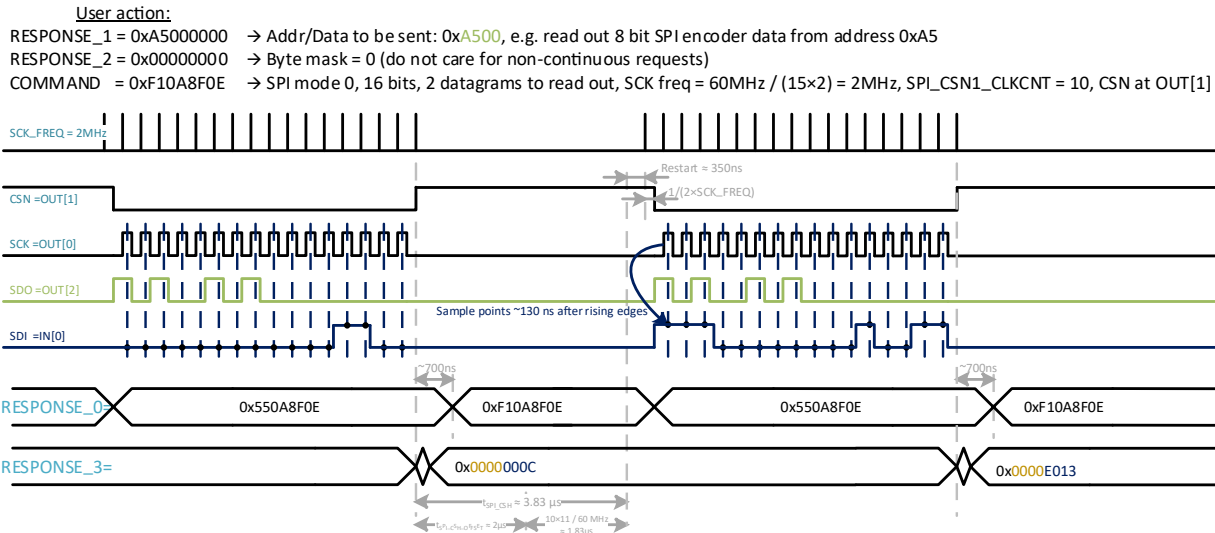 User action:
RESPONSE_1 = 0xA5000000 → Addr/Data to be sent: 0xA500, e.g. read out 8 bit SPI encoder data from address 0xA5
RESPONSE_2 = 0x00000000 → Byte mask = 0 (do not care for non-continuous requests)
COMMAND = 0xF10A8F0E → SPI mode 0, 16 bits, 2 datagrams to read out, SCK freq = 60MHz / (15×2) = 2MHz, SPI_CSN1_CLKCNT = 10, CSN at OUT[1]
SCK_FREQ = 2MHz
Restart ≈ 350ns
CSN =OUT[1]
1/(2×SCK_FREQ)
SCK =OUT[0]
SDO =OUT[2]
Sample points ~130 ns after rising edges
SDI =IN[0]
~700ns
~700ns
RESPONSE_0=
0x550A8F0E
0xF10A8F0E
0x550A8F0E
0xF10A8F0E
RESPONSE_3=
0x0000000C
0x0000E013
tSPI_CSH ≈ 3.83 µs
≈ 2µs
10×11 / 60 MHz
≈ 1.83us